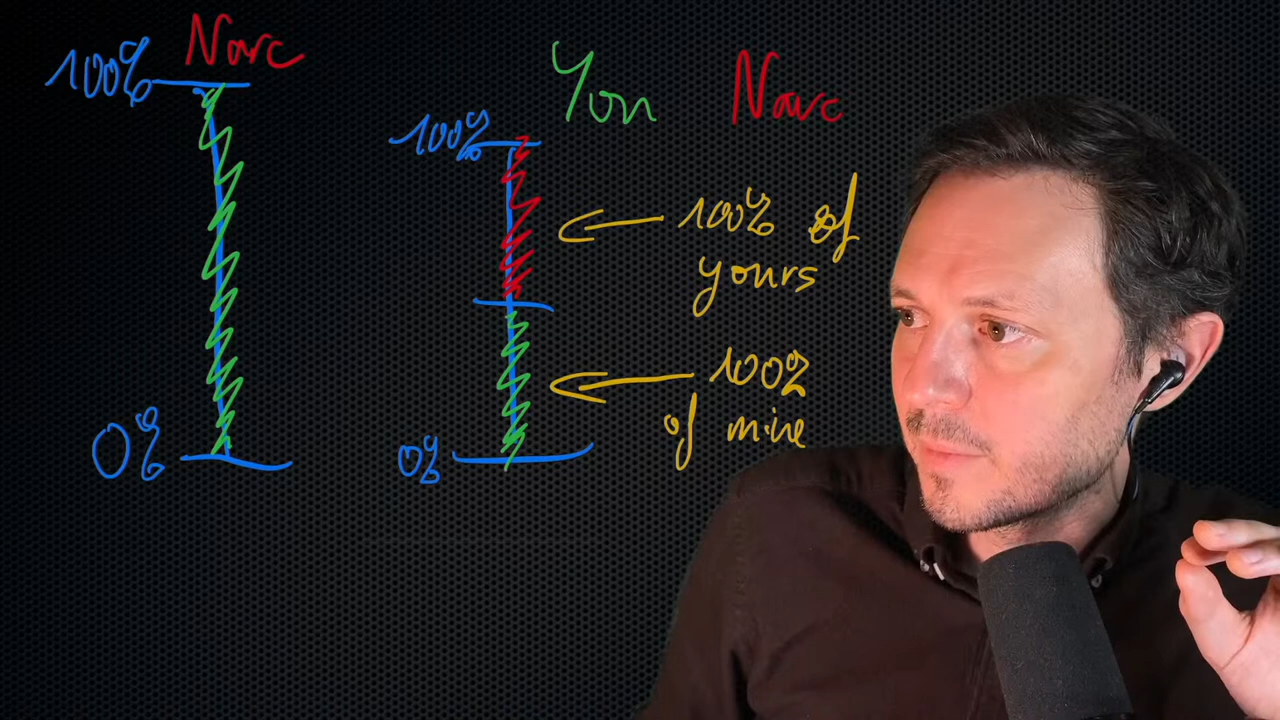 100% Narc
0%
You Narc
100%
100% of
yours
100%
of mine
0%